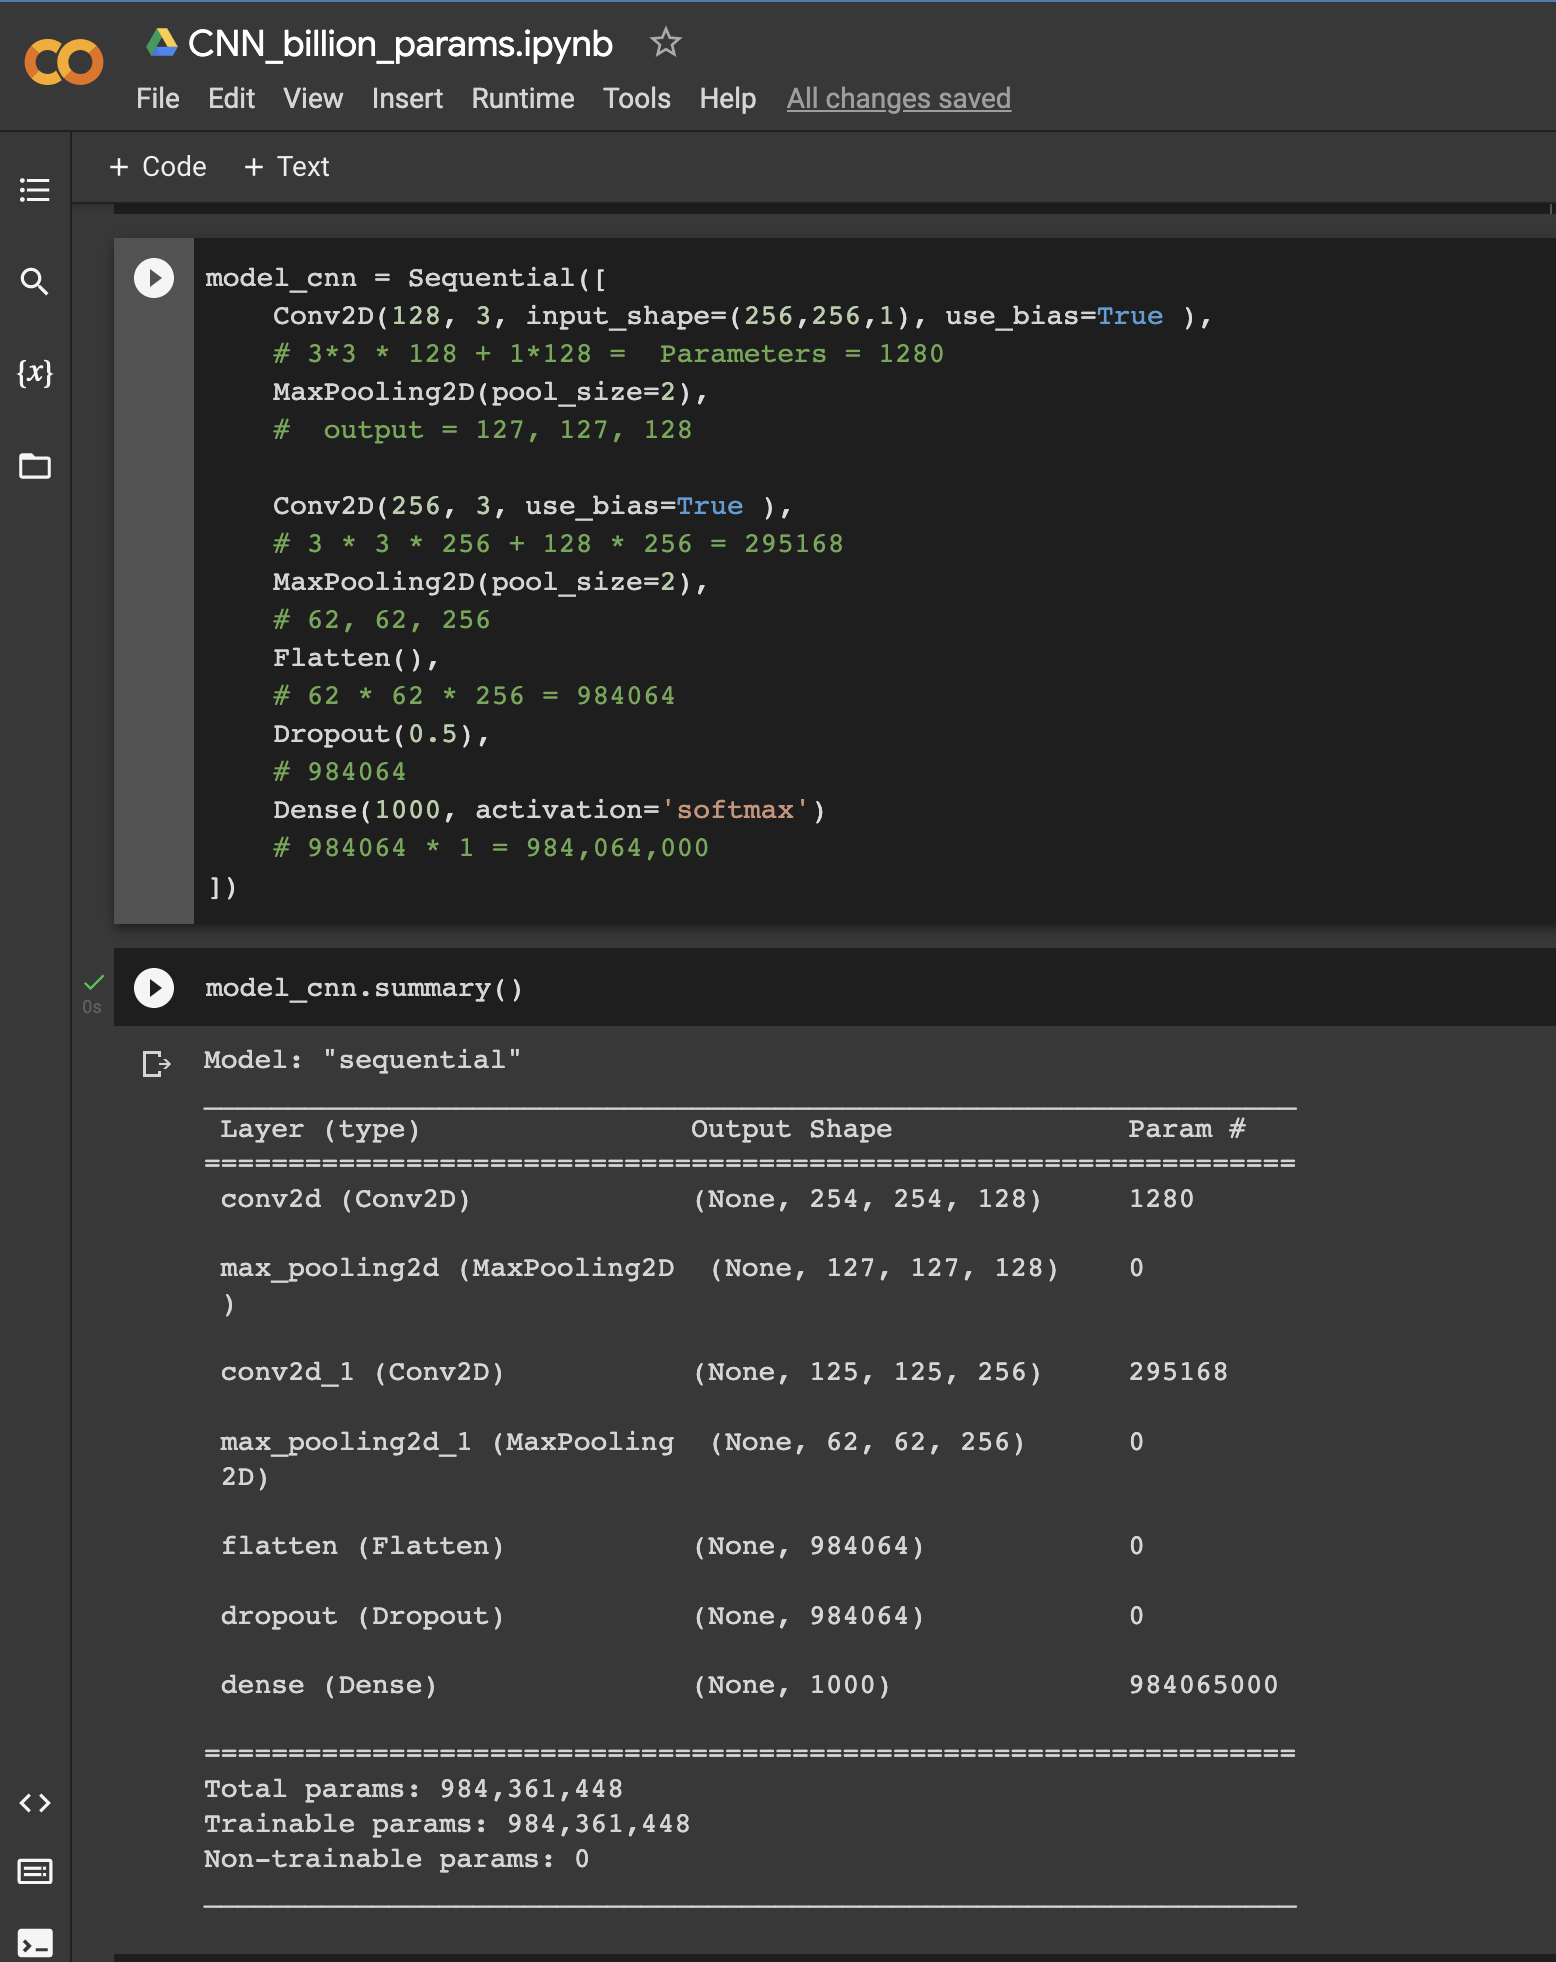 CNN_billion_params.ipynb
File Edit View Insert Runtime Tools Help All changes saved
+ Code + Text
{x}
model_cnn = Sequential([
    Conv2D(128, 3, input_shape=(256,256,1), use_bias=True ),
    # 3*3 * 128 + 1*128 =  Parameters = 1280
    MaxPooling2D(pool_size=2),
    #  output = 127, 127, 128
    Conv2D(256, 3, use_bias=True ),
    # 3 * 3 * 256 + 128 * 256 = 295168
    MaxPooling2D(pool_size=2),
    # 62, 62, 256
    Flatten(),
    # 62 * 62 * 256 = 984064
    Dropout(0.5),
    # 984064
    Dense(1000, activation='softmax')
    # 984064 * 1 = 984,064,000
])
0s
model_cnn.summary()
Model: "sequential"
_________________________________________________________________
 Layer (type)                Output Shape              Param #
=================================================================
 conv2d (Conv2D)             (None, 254, 254, 128)     1280
 max_pooling2d (MaxPooling2D  (None, 127, 127, 128)    0
 )
 conv2d_1 (Conv2D)           (None, 125, 125, 256)     295168
 max_pooling2d_1 (MaxPooling  (None, 62, 62, 256)      0
 2D)
 flatten (Flatten)           (None, 984064)            0
 dropout (Dropout)           (None, 984064)            0
 dense (Dense)               (None, 1000)              984065000
=================================================================
Total params: 984,361,448
Trainable params: 984,361,448
Non-trainable params: 0
_________________________________________________________________